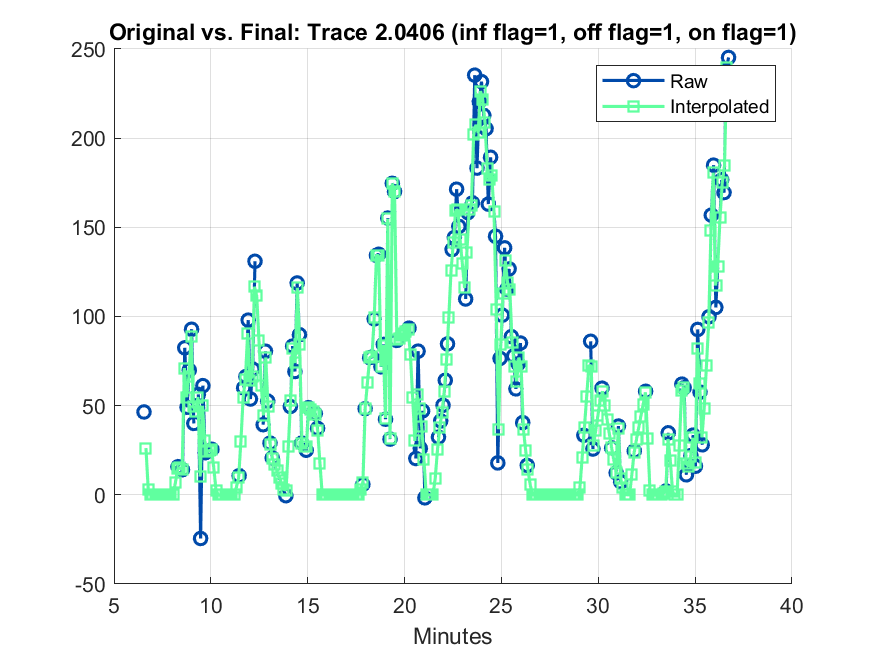 Original vs. Final: Trace 2.0406 (inf flag=1, off flag=1, on flag=1)
Raw
Interpolated
250
200
150
100
50
0
-50
5 10 15 20 25 30 35 40
Minutes